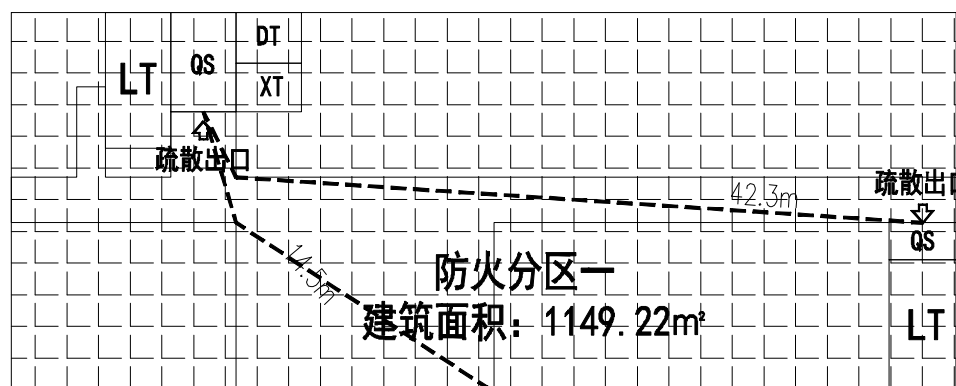 DT
QS
LT
XT
疏散出口
疏散出口
42.3m
QS
14.5m
防火分区一
建筑面积：1149.22m²
LT